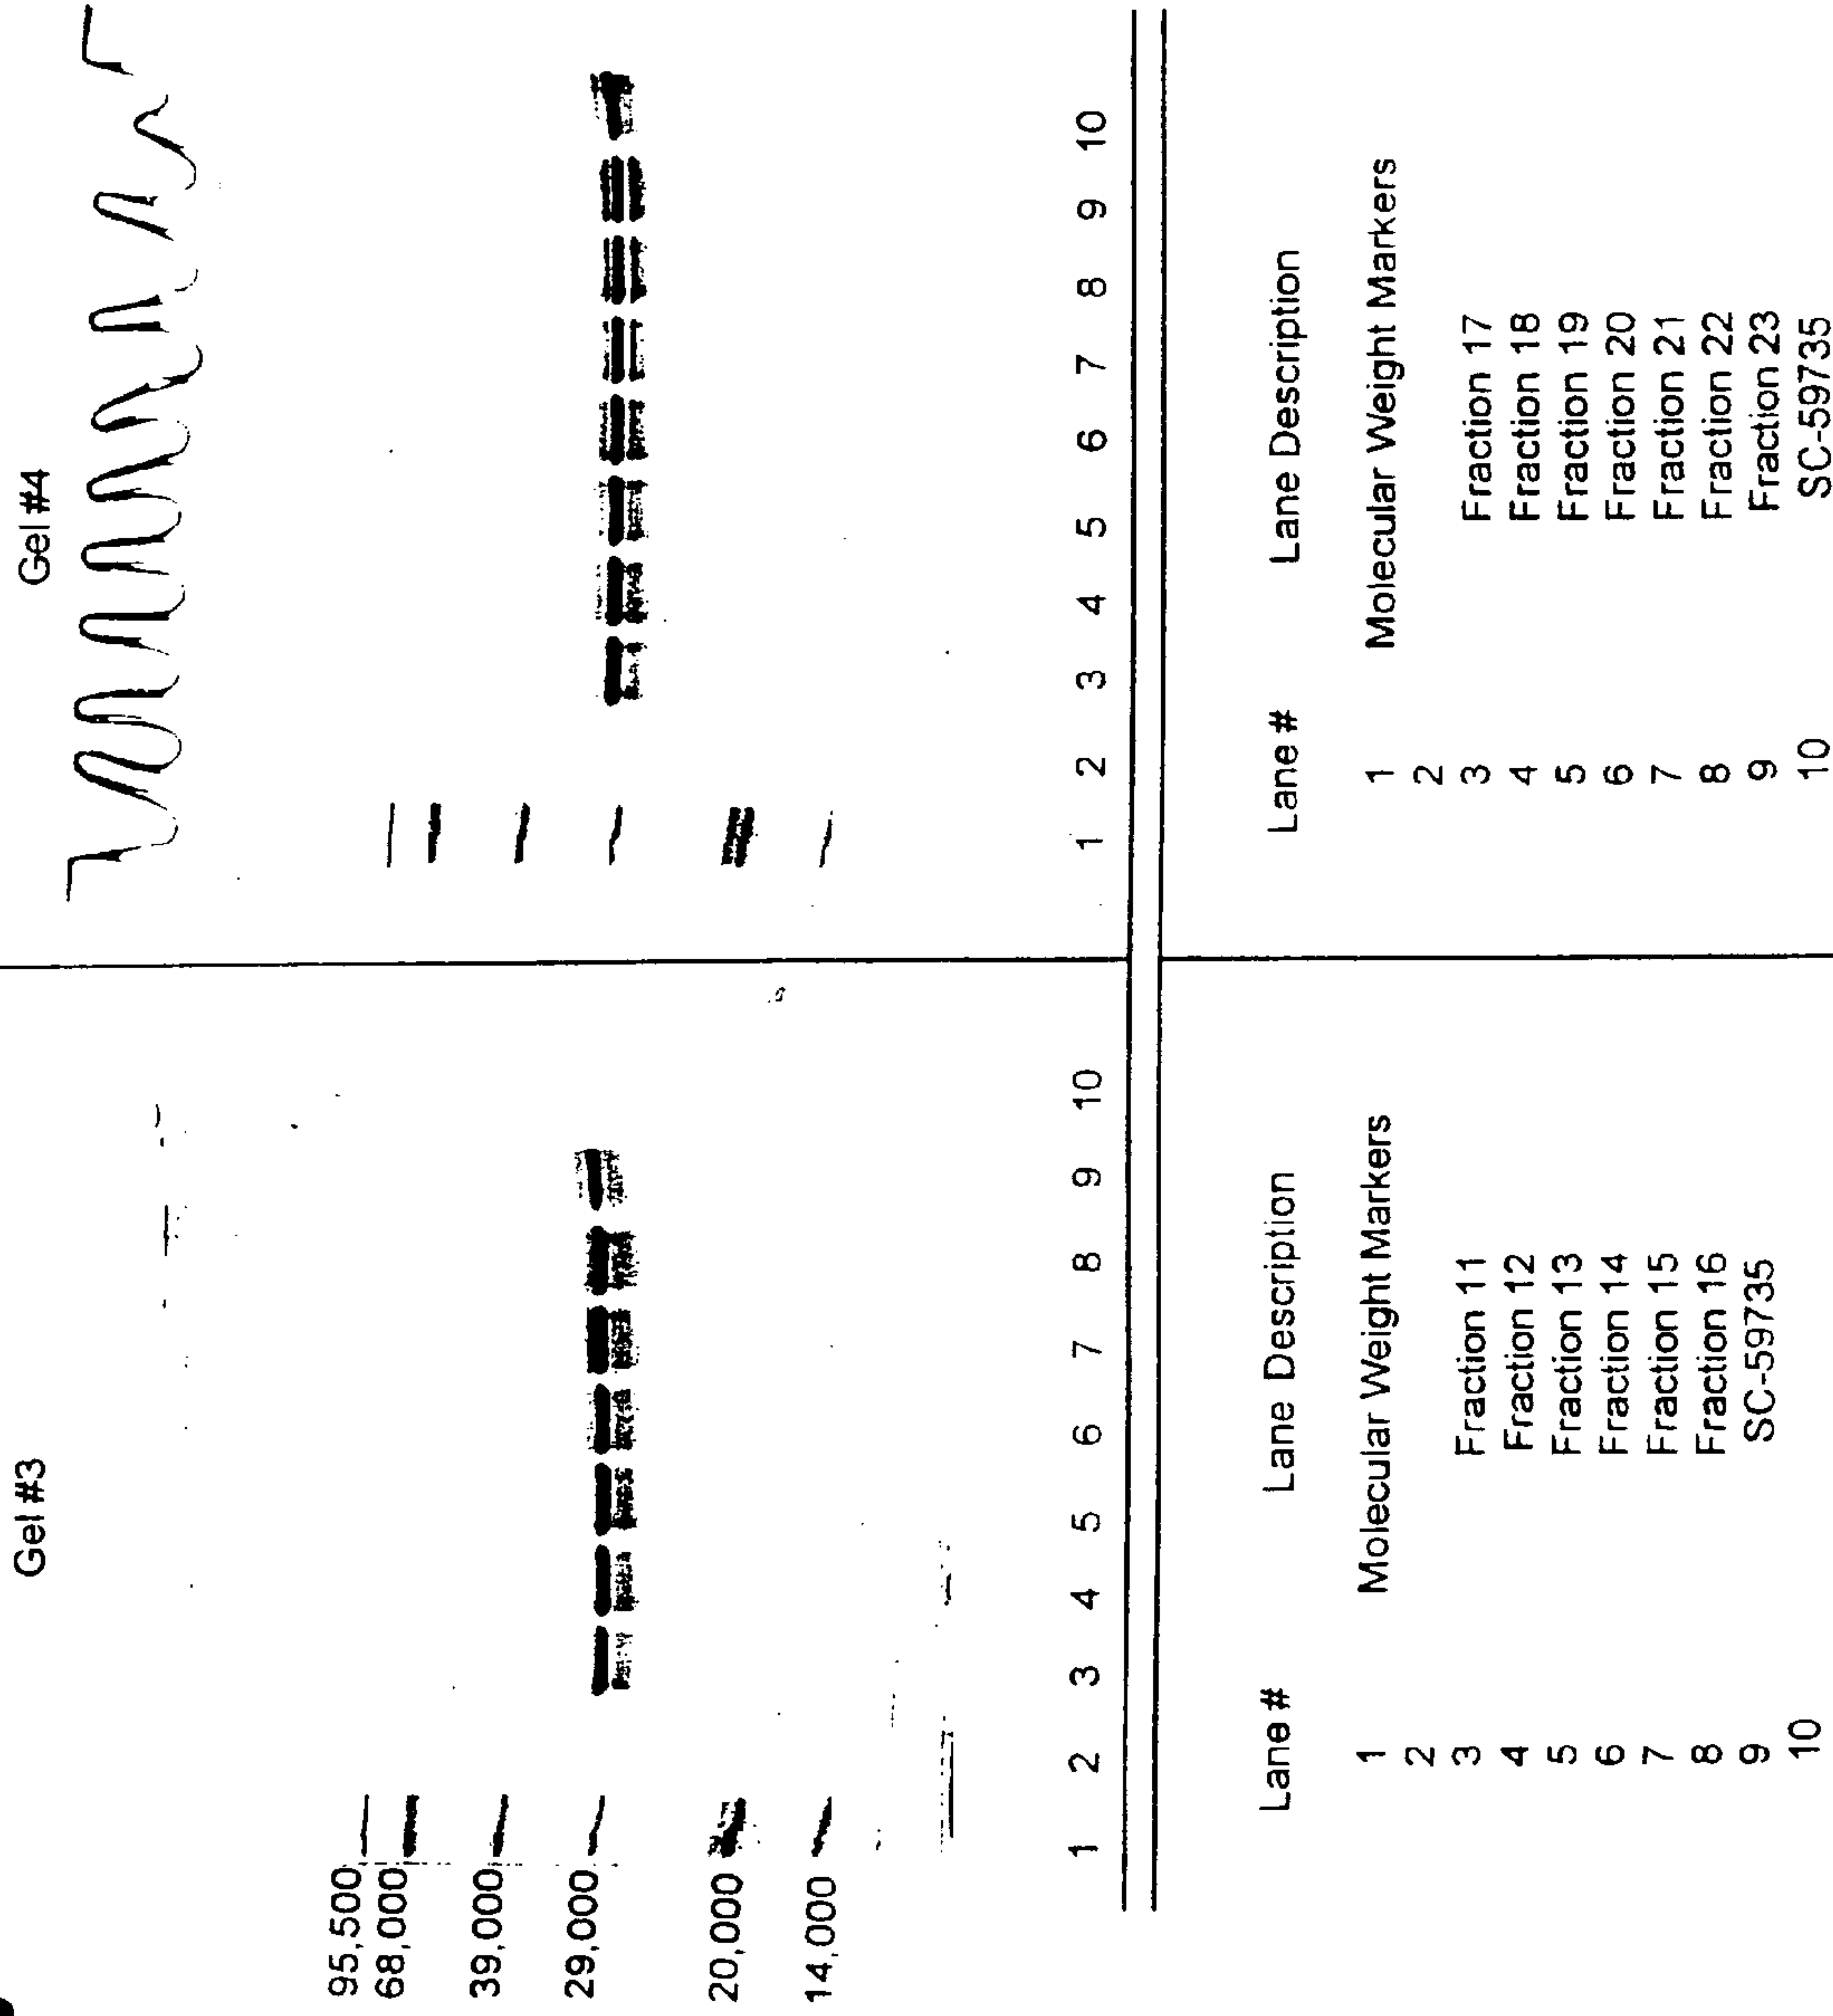 Gel #3
95,500
68,000
39,000
29,000
20,000
14,000
1 2 3 4 5 6 7 8 9 10
Lane # Lane Description
1 Molecular Weight Markers
2
3 Fraction 11
4 Fraction 12
5 Fraction 13
6 Fraction 14
7 Fraction 15
8 Fraction 16
9 SC-59735
10
Gel #4
1 2 3 4 5 6 7 8 9 10
Lane # Lane Description
1 Molecular Weight Markers
2
3 Fraction 17
4 Fraction 18
5 Fraction 19
6 Fraction 20
7 Fraction 21
8 Fraction 22
9 Fraction 23
10 SC-59735